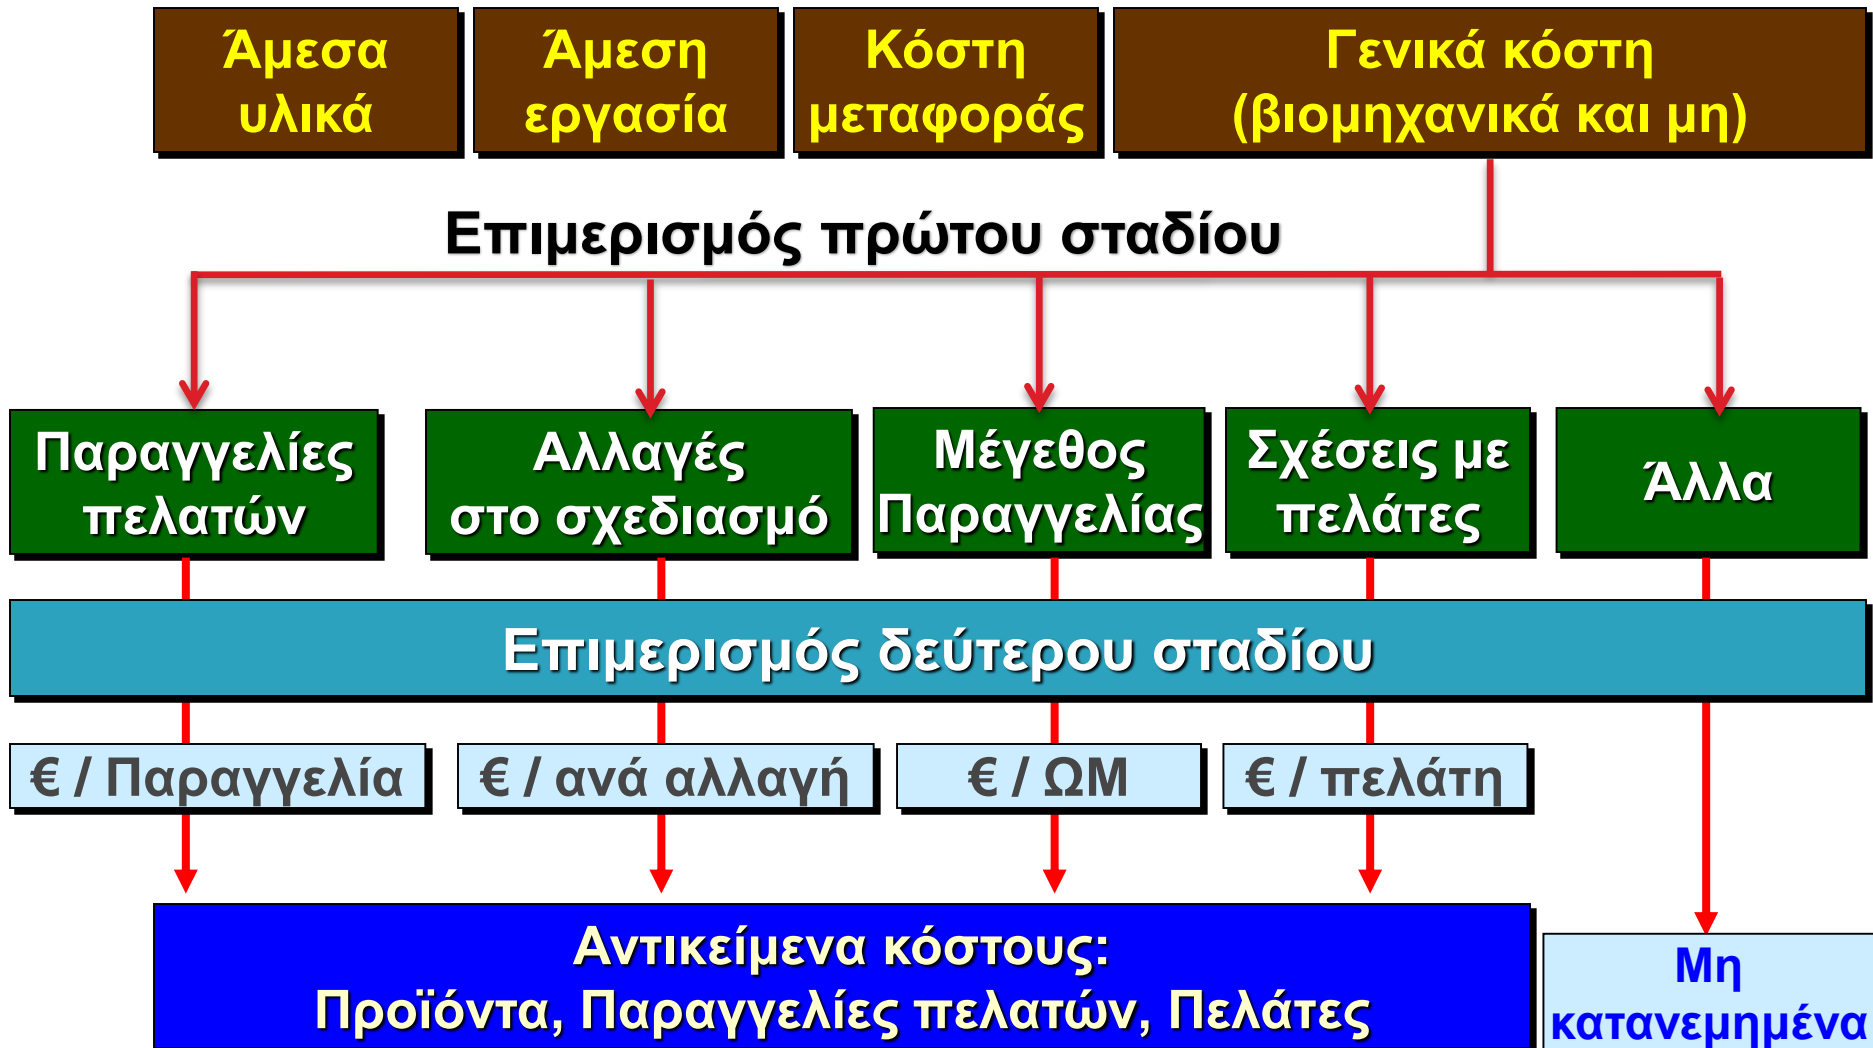 Άμεσα
υλικά
Άμεση
εργασία
Κόστη
μεταφοράς
Γενικά κόστη
(βιομηχανικά και μη)
Επιμερισμός πρώτου σταδίου
Παραγγελίες
πελατών
Αλλαγές
στο σχεδιασμό
Μέγεθος
Παραγγελίας
Σχέσεις με
πελάτες
Άλλα
Επιμερισμός δεύτερου σταδίου
€ / Παραγγελία
€ / ανά αλλαγή
€ / ΩΜ
€ / πελάτη
Αντικείμενα κόστους:
Προϊόντα, Παραγγελίες πελατών, Πελάτες
Μη
κατανεμημένα